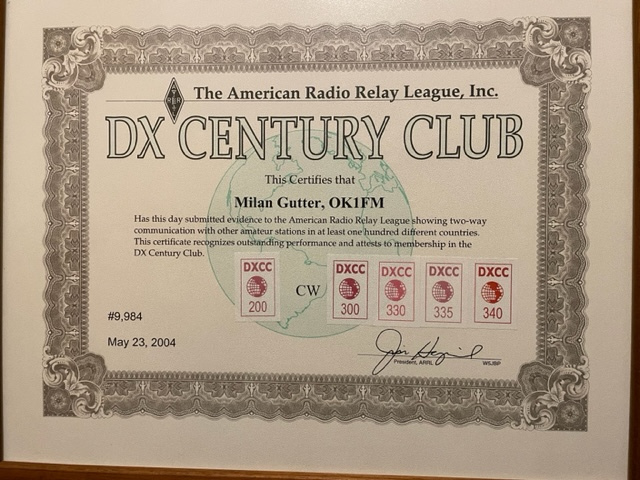 The American Radio Relay League, Inc.
DX CENTURY CLUB
This Certifies that
Milan Gutter, OK1FM
Has this day submitted evidence to the American Radio Relay League showing two-way
communication with other amateur stations in at least one hundred different countries.
This certificate recognizes outstanding performance and attests to membership in the
DX Century Club.
DXCC
200
CW
DXCC
300
DXCC
330
DXCC
335
DXCC
340
#9,984
May 23, 2004
President, ARRL